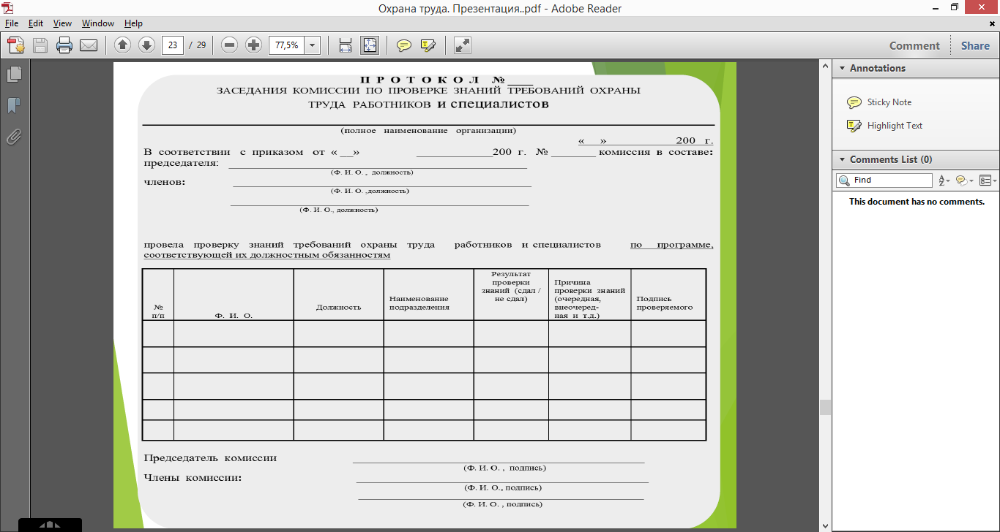 Охрана труда. Презентация..pdf - Adobe Reader
File Edit View Window Help
23 / 29 77,5% Comment Share
П Р О Т О К О Л № ____
ЗАСЕДАНИЯ КОМИССИИ ПО ПРОВЕРКЕ ЗНАНИЙ ТРЕБОВАНИЙ ОХРАНЫ
ТРУДА РАБОТНИКОВ и специалистов
(полное наименование организации)
« » 200 г.
В соответствии с приказом от «__» ______________200 г. № ________ комиссия в составе:
председателя:
(Ф. И. О. , должность)
членов:
(Ф. И. О. ,должность)
(Ф. И. О., должность)
провела проверку знаний требований охраны труда работников и специалистов по программе,
соответствующей их должностным обязанностям
№
п/п
Ф. И. О.
Должность
Наименование
подразделения
Результат
проверки
знаний (сдал /
не сдал)
Причина
проверки знаний
(очередная,
внеочеред-
ная и т.д.)
Подпись
проверяемого
Председатель комиссии
(Ф. И. О. , подпись)
Члены комиссии:
(Ф. И. О., подпись)
(Ф. И. О. , подпись)
Annotations
Sticky Note
Highlight Text
Comments List (0)
Find
This document has no comments.